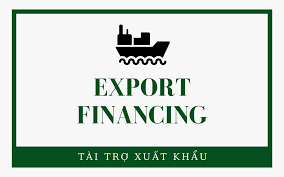 EXPORT
FINANCING
TÀI TRỢ XUẤT KHẨU